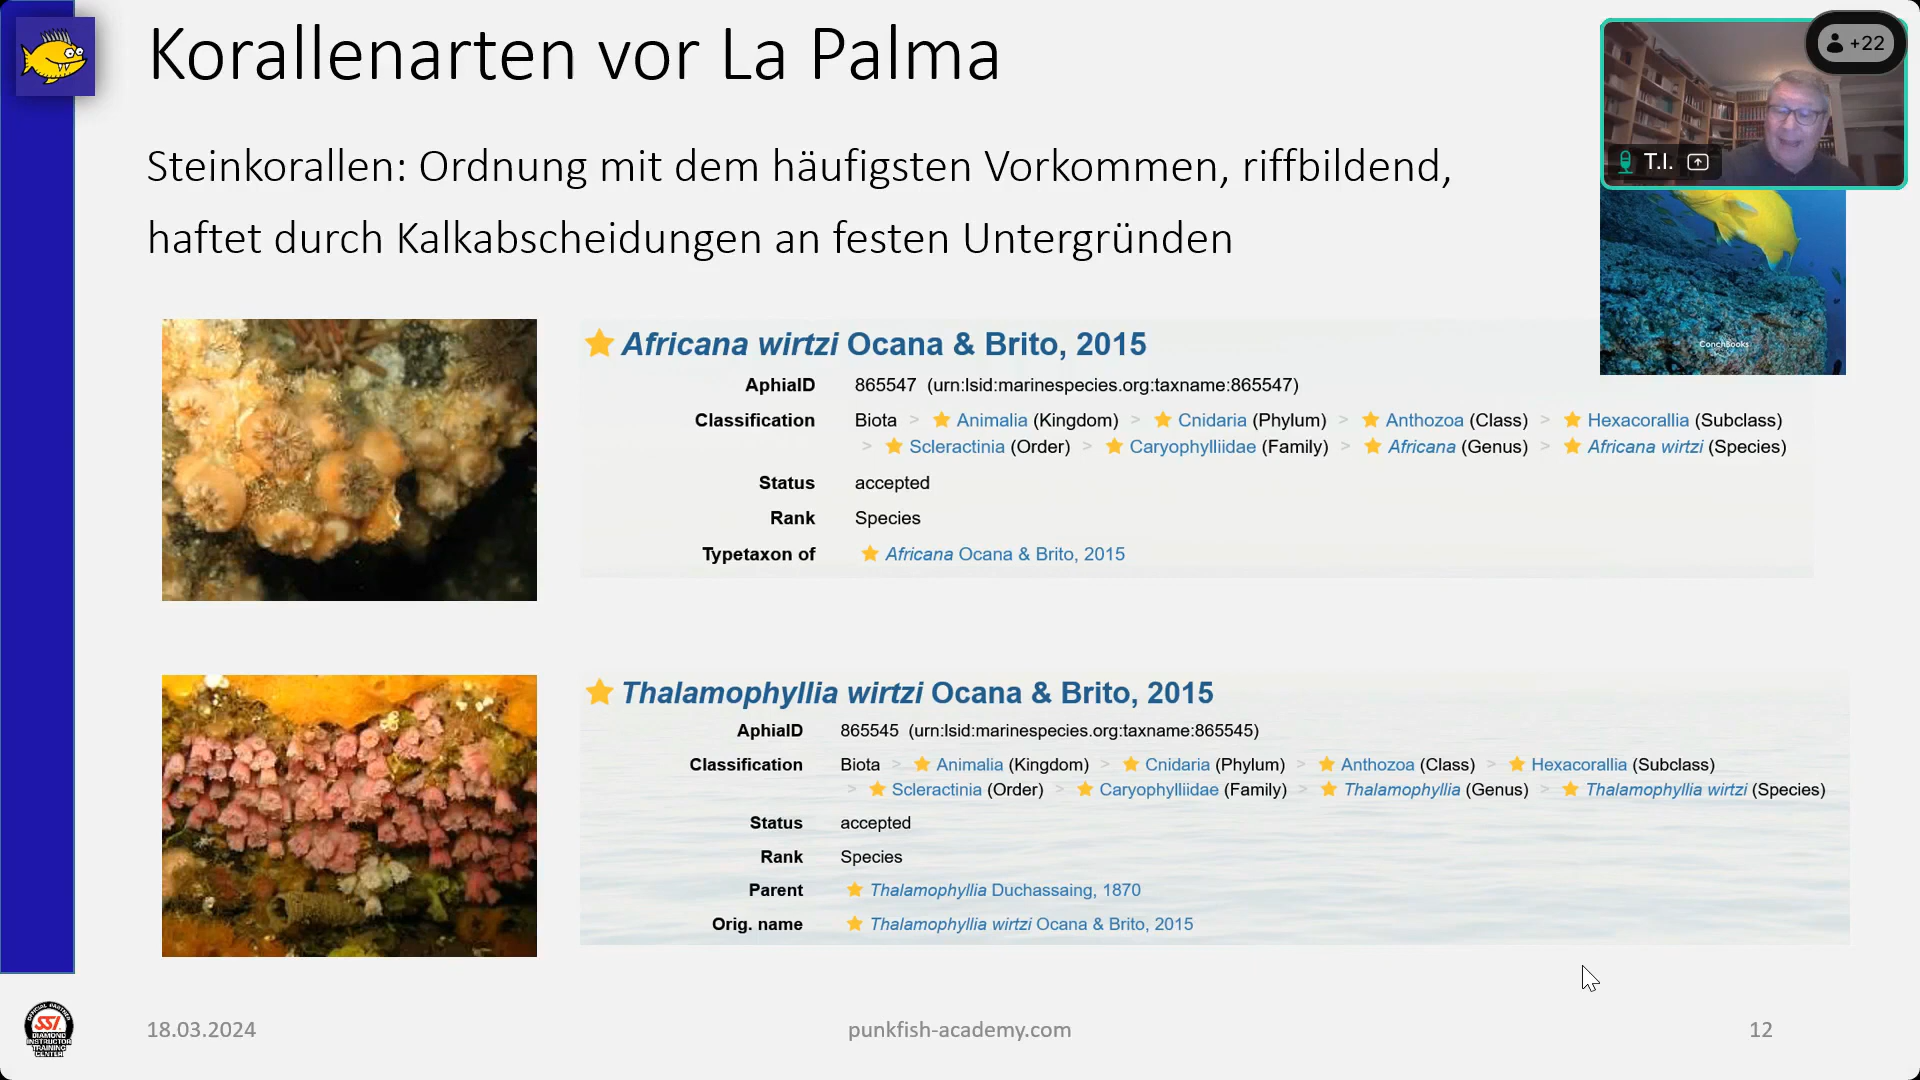 Korallenarten vor La Palma
+22
T.I.
Steinkorallen: Ordnung mit dem häufigsten Vorkommen, riffbildend,
haftet durch Kalkabscheidungen an festen Untergründen
ConchBooks
Africana wirtzi Ocana & Brito, 2015
AphiaID 865547 (urn:lsid:marinespecies.org:taxname:865547)
Classification Biota > Animalia (Kingdom) > Cnidaria (Phylum) > Anthozoa (Class) > Hexacorallia (Subclass)
> Scleractinia (Order) > Caryophylliidae (Family) > Africana (Genus) > Africana wirtzi (Species)
Status accepted
Rank Species
Typetaxon of Africana Ocana & Brito, 2015
Thalamophyllia wirtzi Ocana & Brito, 2015
AphiaID 865545 (urn:lsid:marinespecies.org:taxname:865545)
Classification Biota > Animalia (Kingdom) > Cnidaria (Phylum) > Anthozoa (Class) > Hexacorallia (Subclass)
> Scleractinia (Order) > Caryophylliidae (Family) > Thalamophyllia (Genus) > Thalamophyllia wirtzi (Species)
Status accepted
Rank Species
Parent Thalamophyllia Duchassaing, 1870
Orig. name Thalamophyllia wirtzi Ocana & Brito, 2015
SSI
DIAMOND
INSTRUCTOR
TRAINING
CENTER
18.03.2024
punkfish-academy.com
12